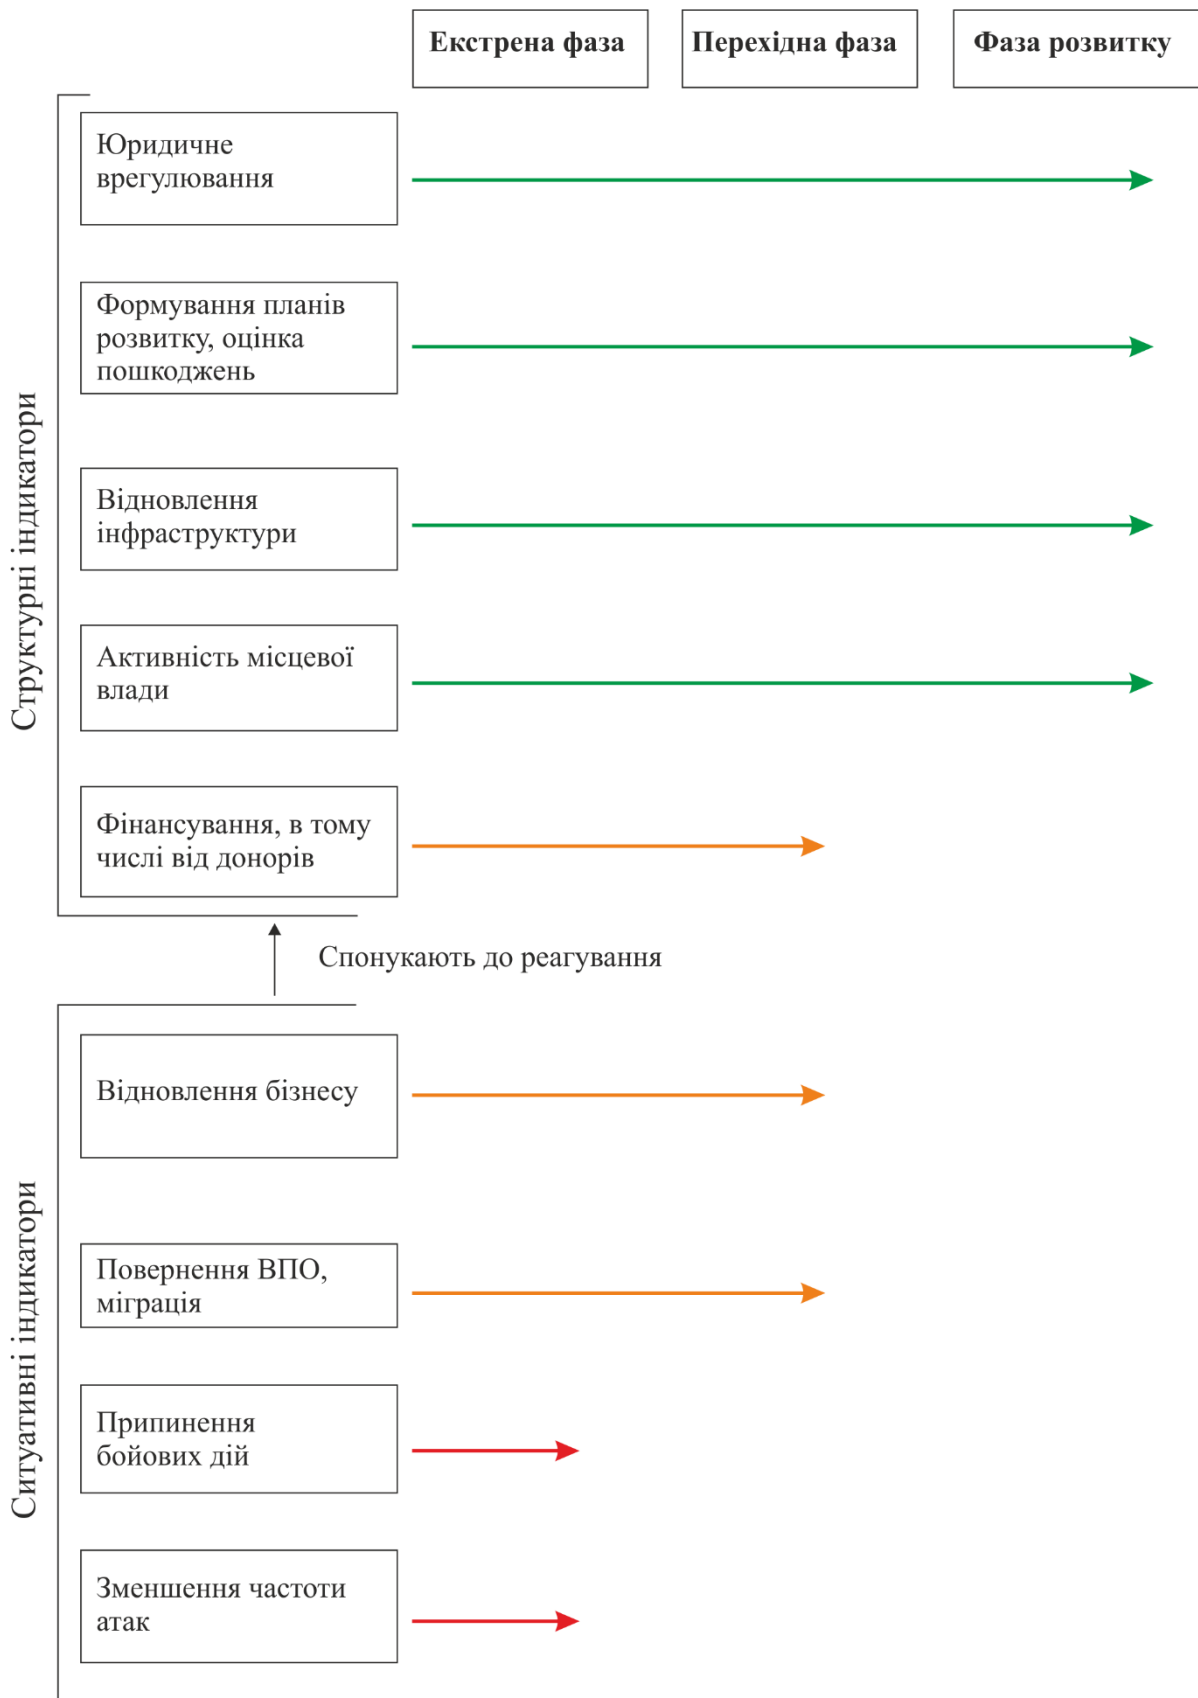 Екстрена фаза
Перехідна фаза
Фаза розвитку
Структурні індикатори
Юридичне
врегулювання
Формування планів
розвитку, оцінка
пошкоджень
Відновлення
інфраструктури
Активність місцевої
влади
Фінансування, в тому
числі від донорів
Спонукають до реагування
Ситуативні індикатори
Відновлення бізнесу
Повернення ВПО,
міграція
Припинення
бойових дій
Зменшення частоти
атак